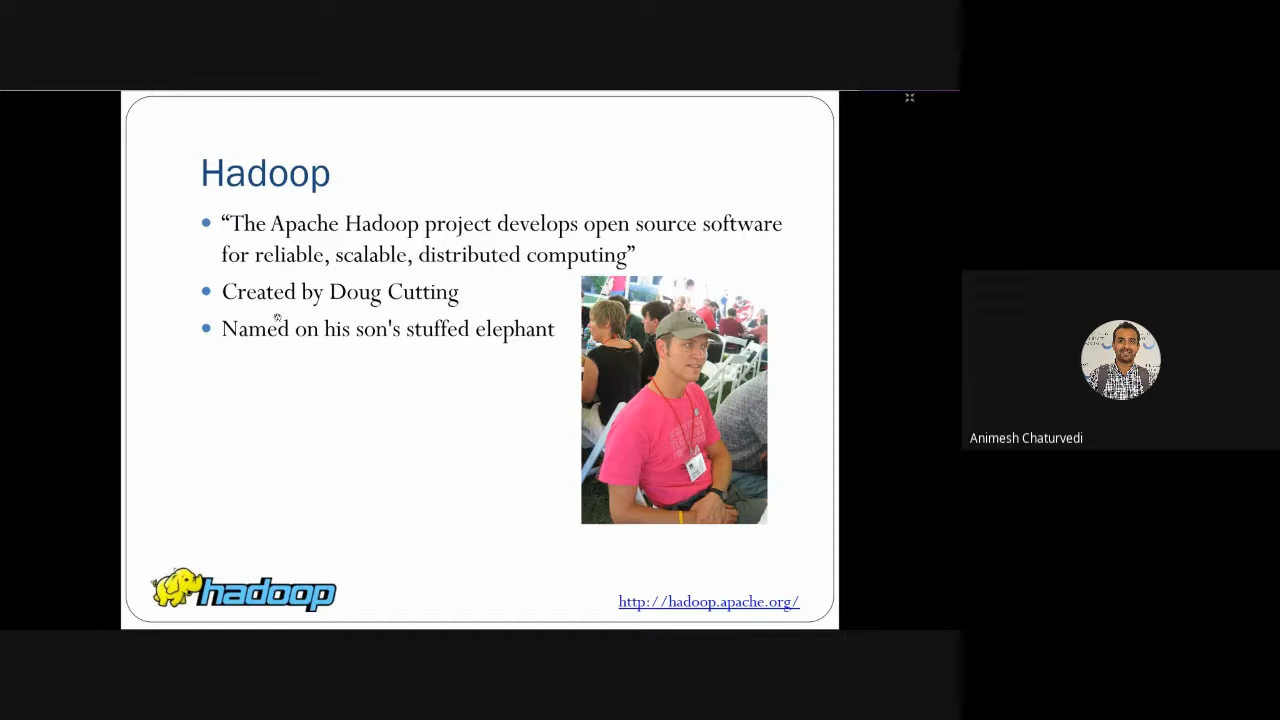 Hadoop
“The Apache Hadoop project develops open source software
for reliable, scalable, distributed computing”
Created by Doug Cutting
Named on his son's stuffed elephant
hadoop
http://hadoop.apache.org/
Animesh Chaturvedi